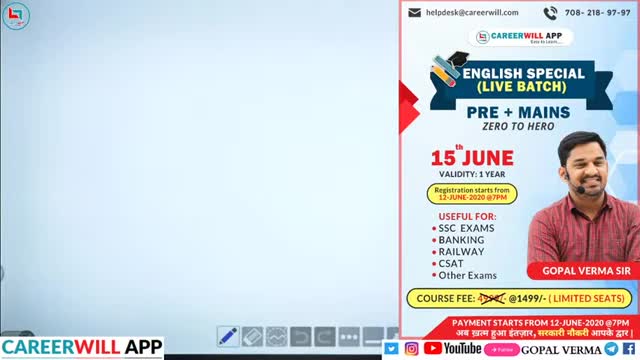 helpdesk@careerwill.com
708- 218- 97-97
CAREERWILL APP
Easy to Learn.....
ENGLISH SPECIAL
(LIVE BATCH)
PRE + MAINS
ZERO TO HERO
15th JUNE
VALIDITY: 1 YEAR
Registration starts from
12-JUNE-2020 @7PM
USEFUL FOR:
• SSC EXAMS
• BANKING
• RAILWAY
• CSAT
• Other Exams
GOPAL VERMA SIR
COURSE FEE: 4998/- @1499/- ( LIMITED SEATS)
PAYMENT STARTS FROM 12-JUNE-2020 @7PM
अब ख़त्म हुआ इंतज़ार, सरकारी नौकरी आपके द्वार |
CAREERWILL APP
YouTube
GOPAL VERMA